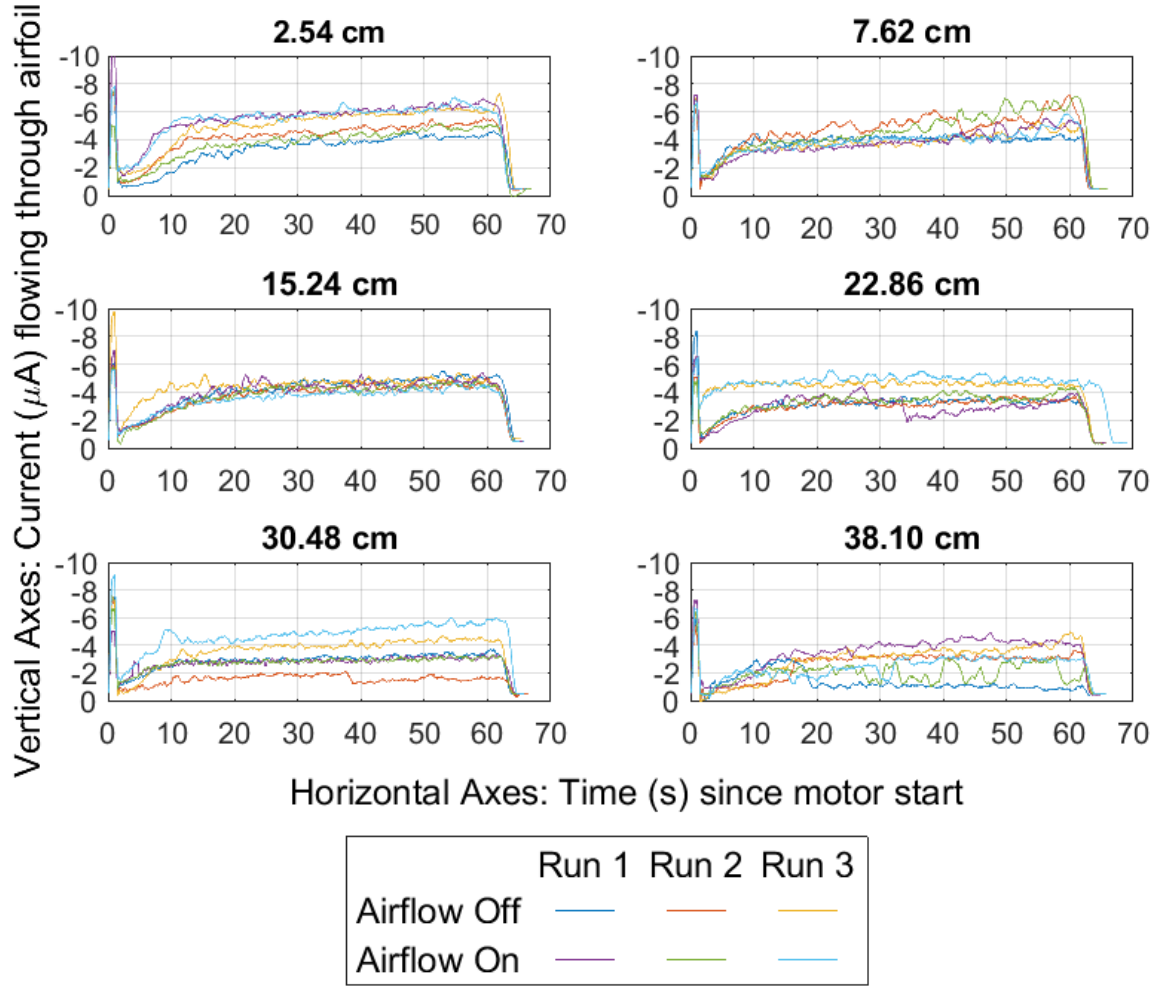 Vertical Axes: Current (μA) flowing through airfoil
2.54 cm
-10
-8
-6
-4
-2
0
0 10 20 30 40 50 60 70
7.62 cm
-10
-8
-6
-4
-2
0
0 10 20 30 40 50 60 70
15.24 cm
-10
-8
-6
-4
-2
0
0 10 20 30 40 50 60 70
22.86 cm
-10
-8
-6
-4
-2
0
0 10 20 30 40 50 60 70
30.48 cm
-10
-8
-6
-4
-2
0
0 10 20 30 40 50 60 70
38.10 cm
-10
-8
-6
-4
-2
0
0 10 20 30 40 50 60 70
Horizontal Axes: Time (s) since motor start
Run 1 Run 2 Run 3
Airflow Off
Airflow On